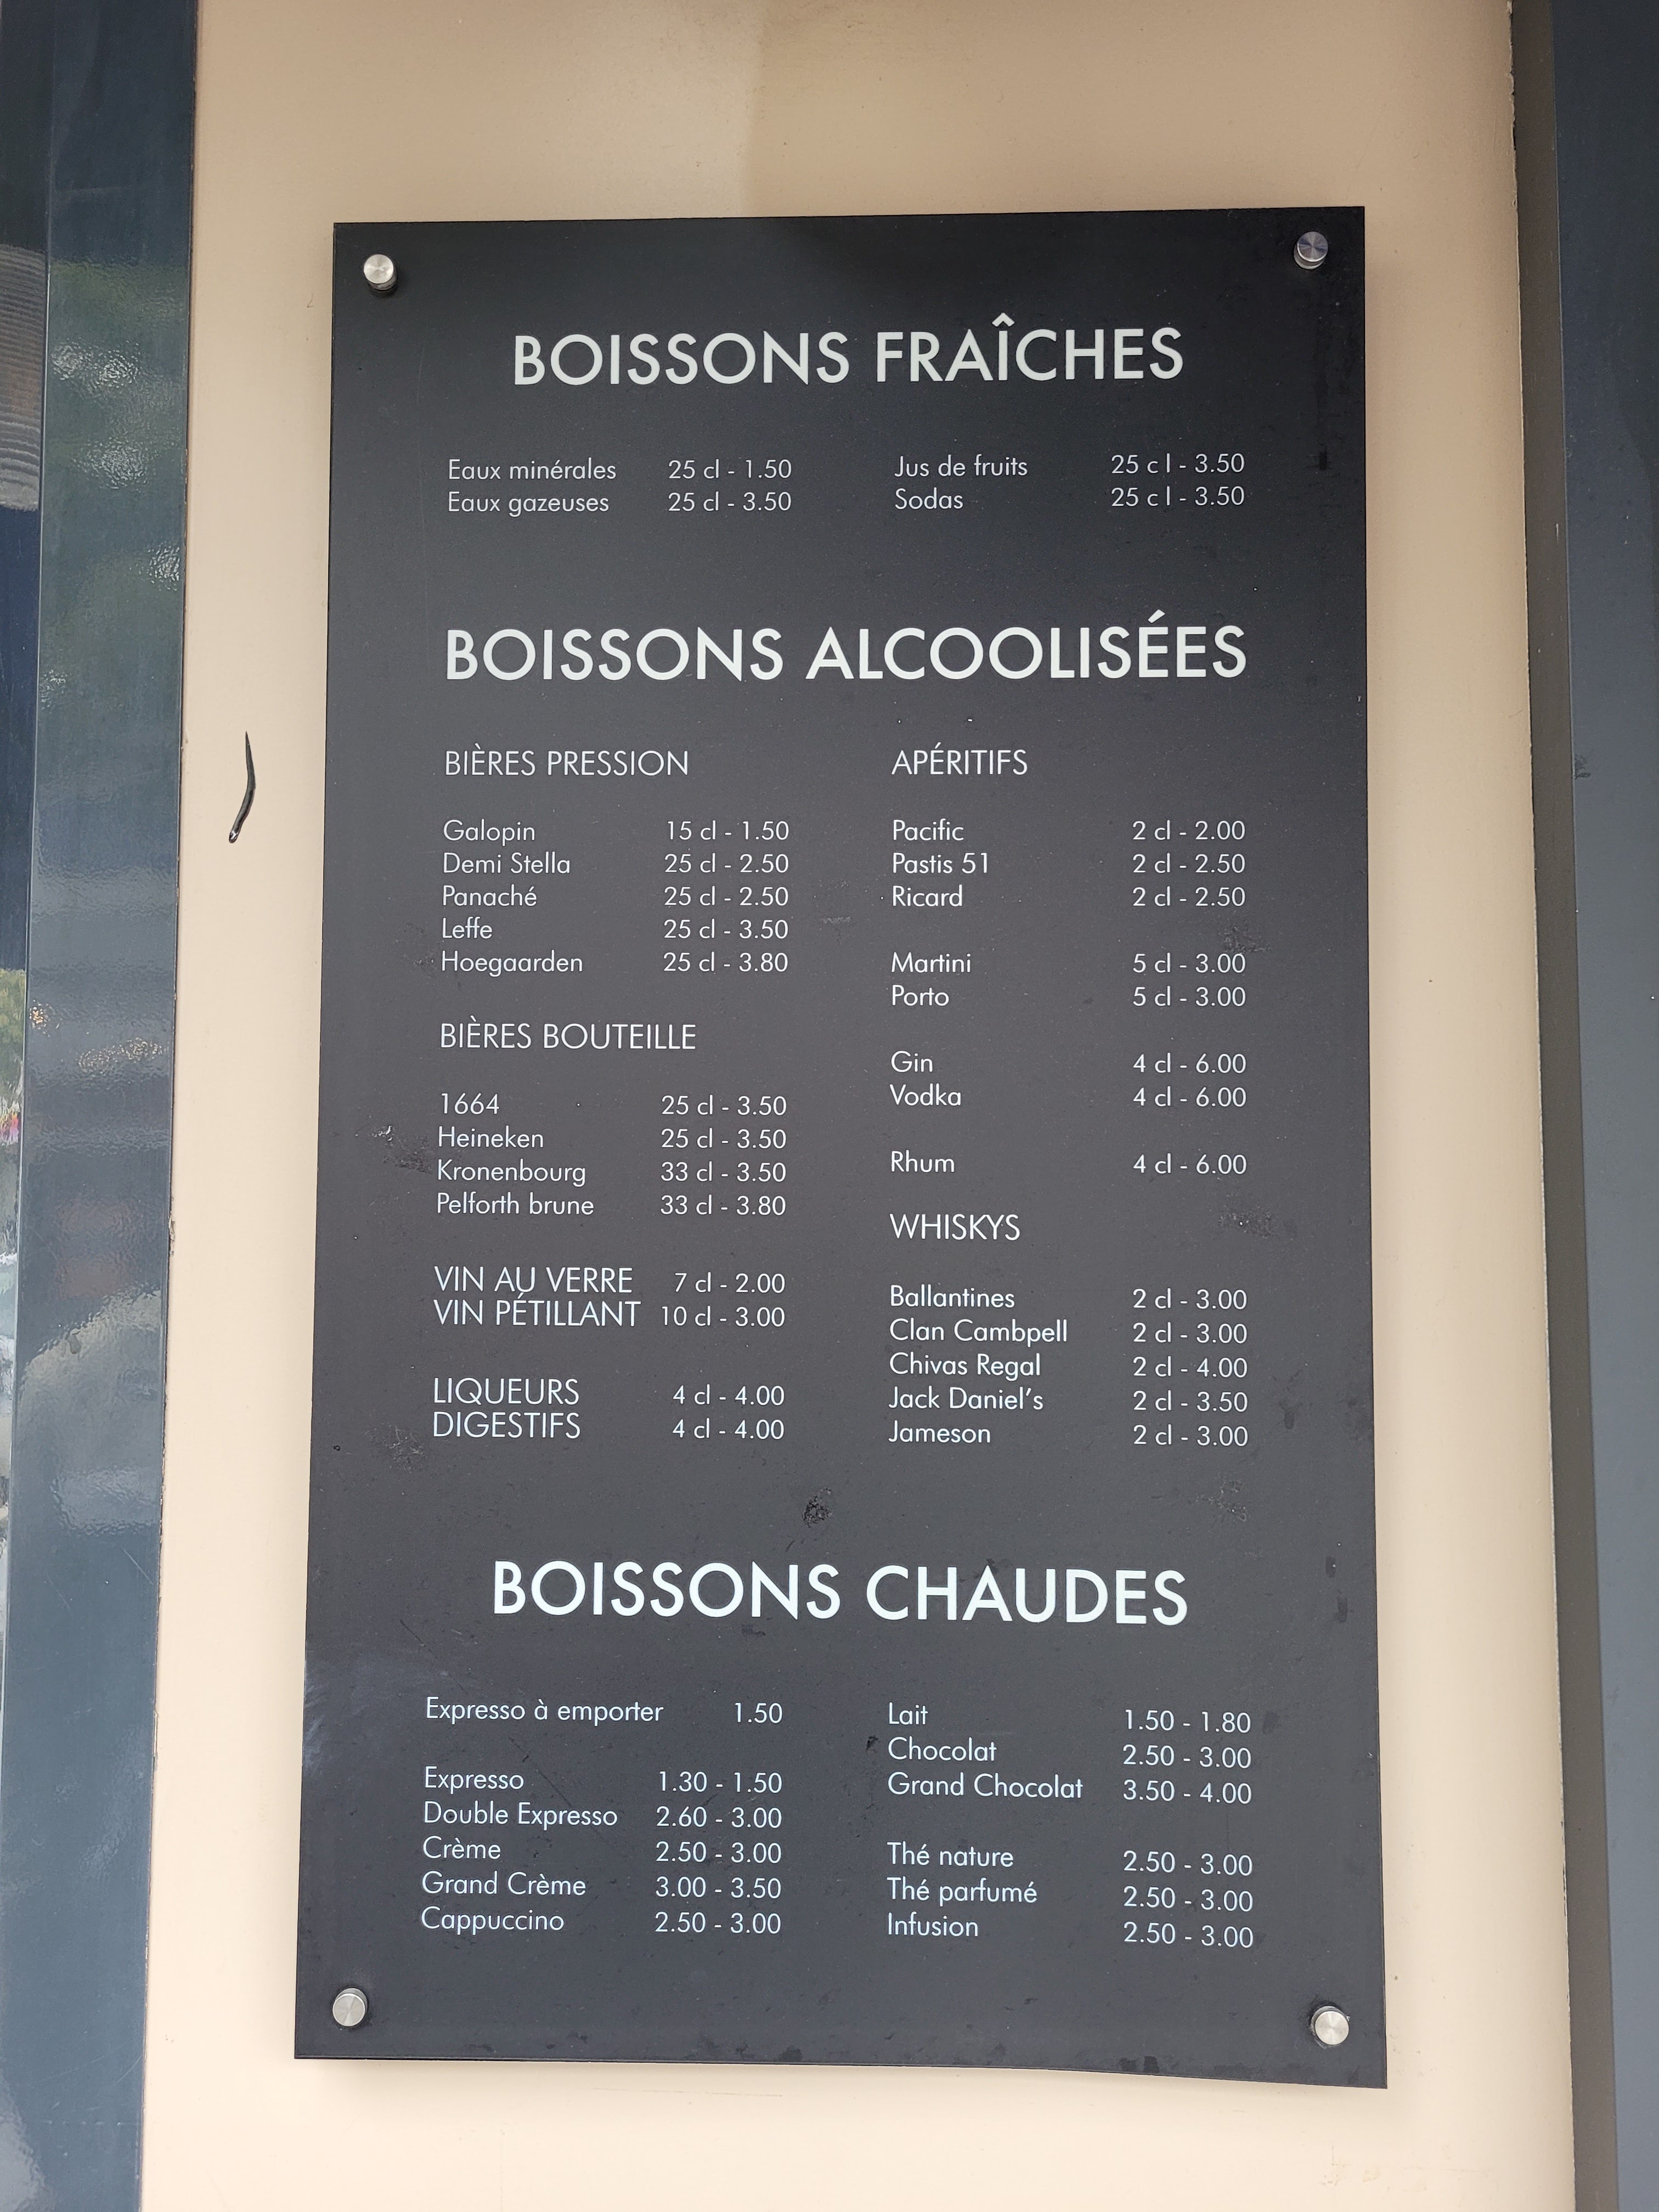 BOISSONS FRAÎCHES
Eaux minérales 25 cl - 1.50
Eaux gazeuses 25 cl - 3.50
Jus de fruits 25 c l - 3.50
Sodas 25 c l - 3.50
BOISSONS ALCOOLISÉES
BIÈRES PRESSION
Galopin 15 cl - 1.50
Demi Stella 25 cl - 2.50
Panaché 25 cl - 2.50
Leffe 25 cl - 3.50
Hoegaarden 25 cl - 3.80
BIÈRES BOUTEILLE
1664 25 cl - 3.50
Heineken 25 cl - 3.50
Kronenbourg 33 cl - 3.50
Pelforth brune 33 cl - 3.80
VIN AU VERRE 7 cl - 2.00
VIN PÉTILLANT 10 cl - 3.00
LIQUEURS 4 cl - 4.00
DIGESTIFS 4 cl - 4.00
APÉRITIFS
Pacific 2 cl - 2.00
Pastis 51 2 cl - 2.50
Ricard 2 cl - 2.50
Martini 5 cl - 3.00
Porto 5 cl - 3.00
Gin 4 cl - 6.00
Vodka 4 cl - 6.00
Rhum 4 cl - 6.00
WHISKYS
Ballantines 2 cl - 3.00
Clan Cambpell 2 cl - 3.00
Chivas Regal 2 cl - 4.00
Jack Daniel's 2 cl - 3.50
Jameson 2 cl - 3.00
BOISSONS CHAUDES
Expresso à emporter 1.50
Expresso 1.30 - 1.50
Double Expresso 2.60 - 3.00
Crème 2.50 - 3.00
Grand Crème 3.00 - 3.50
Cappuccino 2.50 - 3.00
Lait 1.50 - 1.80
Chocolat 2.50 - 3.00
Grand Chocolat 3.50 - 4.00
Thé nature 2.50 - 3.00
Thé parfumé 2.50 - 3.00
Infusion 2.50 - 3.00